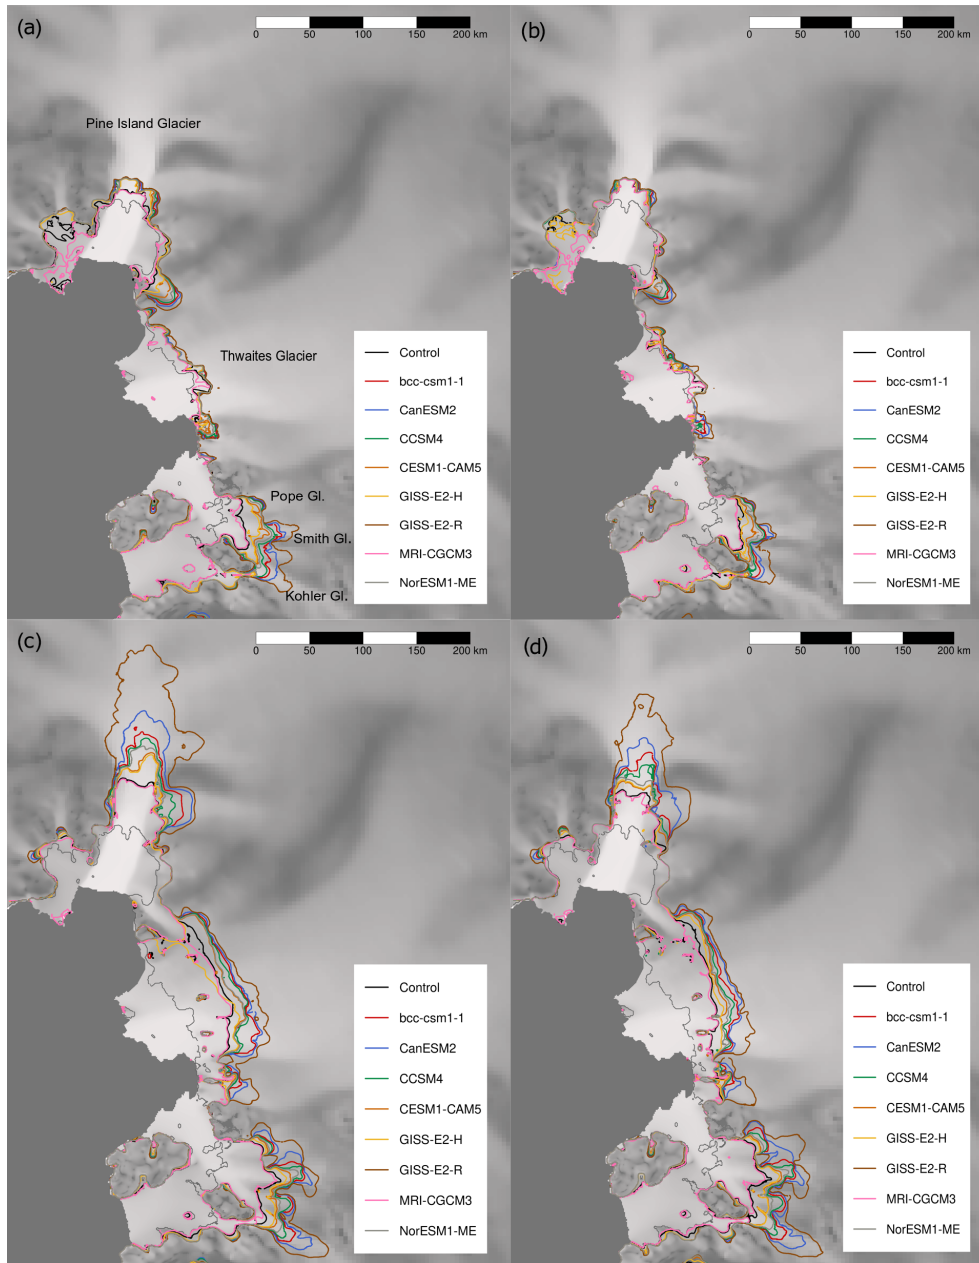 (a)
0 50 100 150 200 km
Pine Island Glacier
Thwaites Glacier
Pope Gl.
Smith Gl.
Kohler Gl.
Control
bcc-csm1-1
CanESM2
CCSM4
CESM1-CAM5
GISS-E2-H
GISS-E2-R
MRI-CGCM3
NorESM1-ME
(b)
0 50 100 150 200 km
Control
bcc-csm1-1
CanESM2
CCSM4
CESM1-CAM5
GISS-E2-H
GISS-E2-R
MRI-CGCM3
NorESM1-ME
(c)
0 50 100 150 200 km
Control
bcc-csm1-1
CanESM2
CCSM4
CESM1-CAM5
GISS-E2-H
GISS-E2-R
MRI-CGCM3
NorESM1-ME
(d)
0 50 100 150 200 km
Control
bcc-csm1-1
CanESM2
CCSM4
CESM1-CAM5
GISS-E2-H
GISS-E2-R
MRI-CGCM3
NorESM1-ME